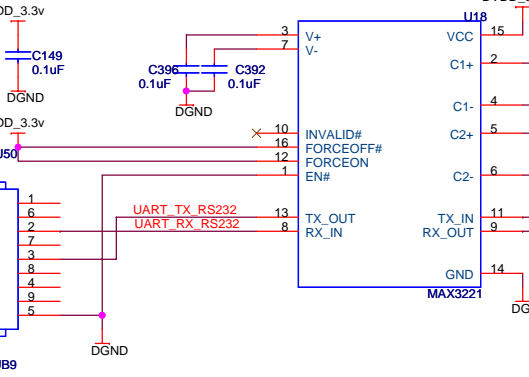 DD_3.3v
U18
3
V+
VCC
15
C149
7
V-
0.1uF
C396
C392
C1+
2
0.1uF
0.1uF
DGND
DGND
C1-
4
DD_3.3v
10
INVALID#
C2+
5
16
FORCEOFF#
J50
12
FORCEON
1
EN#
C2-
6
1
6
UART_TX_RS232
13
TX_OUT
TX_IN
11
2
UART_RX_RS232
8
RX_IN
RX_OUT
9
7
3
8
GND
14
4
9
MAX3221
5
DG
DGND
B9